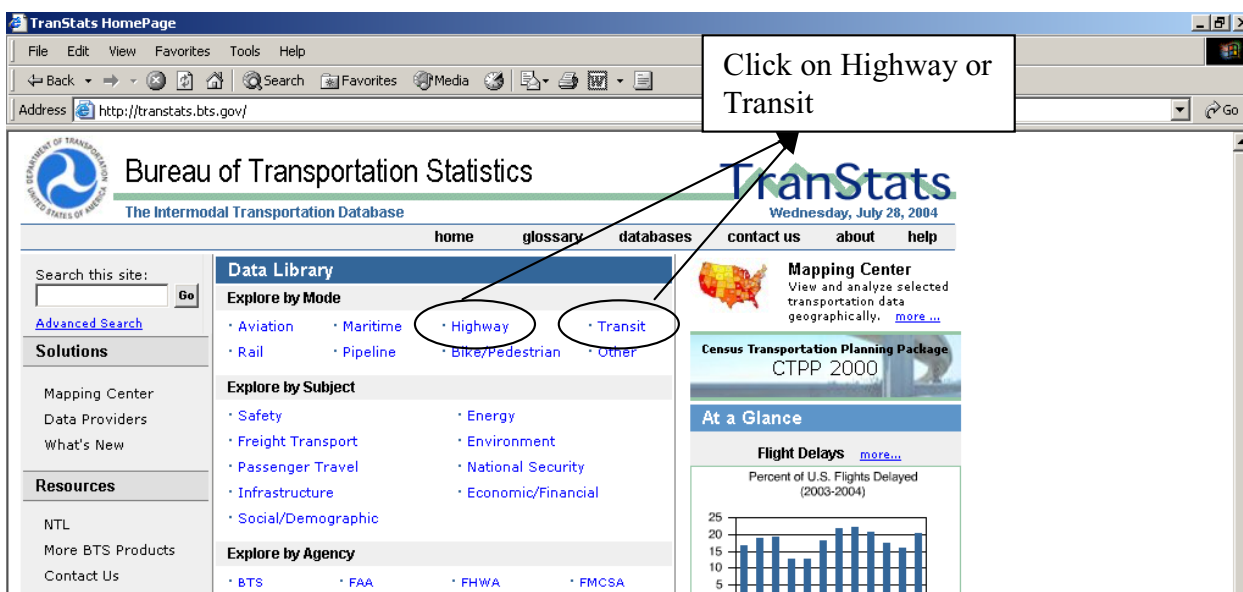 TranStats HomePage
File Edit View Favorites Tools Help
Back Search Favorites Media
Address http://transtats.bts.gov/ Go
Click on Highway or
Transit
DEPARTMENT OF TRANSPORTATION
UNITED STATES OF AMERICA
Bureau of Transportation Statistics
The Intermodal Transportation Database
TranStats
Wednesday, July 28, 2004
home glossary databases contact us about help
Search this site:
Go
Advanced Search
Solutions
Mapping Center
Data Providers
What's New
Resources
NTL
More BTS Products
Contact Us
Data Library
Explore by Mode
· Aviation · Maritime · Highway · Transit
· Rail · Pipeline · Bike/Pedestrian · Other
Explore by Subject
· Safety · Energy
· Freight Transport · Environment
· Passenger Travel · National Security
· Infrastructure · Economic/Financial
· Social/Demographic
Explore by Agency
· BTS · FAA · FHWA · FMCSA
Mapping Center
View and analyze selected
transportation data
geographically. more ...
Census Transportation Planning Package
CTPP 2000
At a Glance
Flight Delays more...
Percent of U.S. Flights Delayed
(2003-2004)
25
20
15
10
5